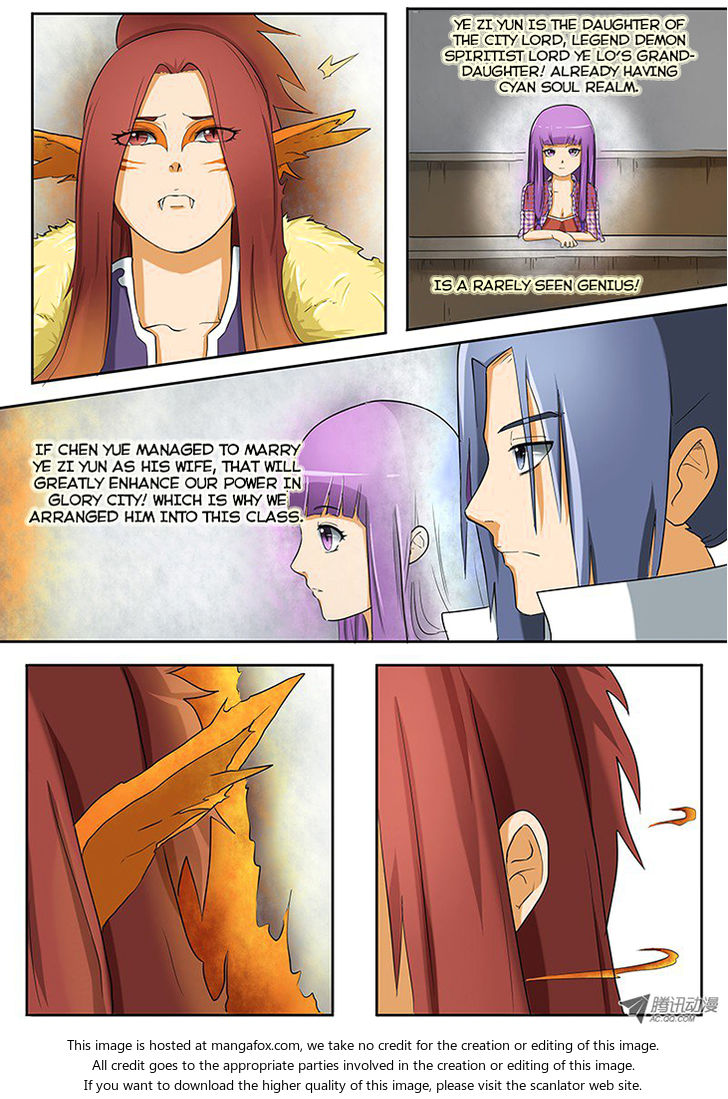 YE ZI YUN IS THE DAUGHTER OF
THE CITY LORD, LEGEND DEMON
SPIRITIST LORD YE LO'S GRAND-
DAUGHTER! ALREADY HAVING
CYAN SOUL REALM.
IS A RARELY SEEN GENIUS!
IF CHEN YUE MANAGED TO MARRY
YE ZI YUN AS HIS WIFE, THAT WILL
GREATLY ENHANCE OUR POWER IN
GLORY CITY! WHICH IS WHY WE
ARRANGED HIM INTO THIS CLASS.
腾讯动漫
AC.QQ.COM
This image is hosted at mangafox.com, we take no credit for the creation or editing of this image.
All credit goes to the appropriate parties involved in the creation or editing of this image.
If you want to download the higher quality of this image, please visit the scanlator web site.